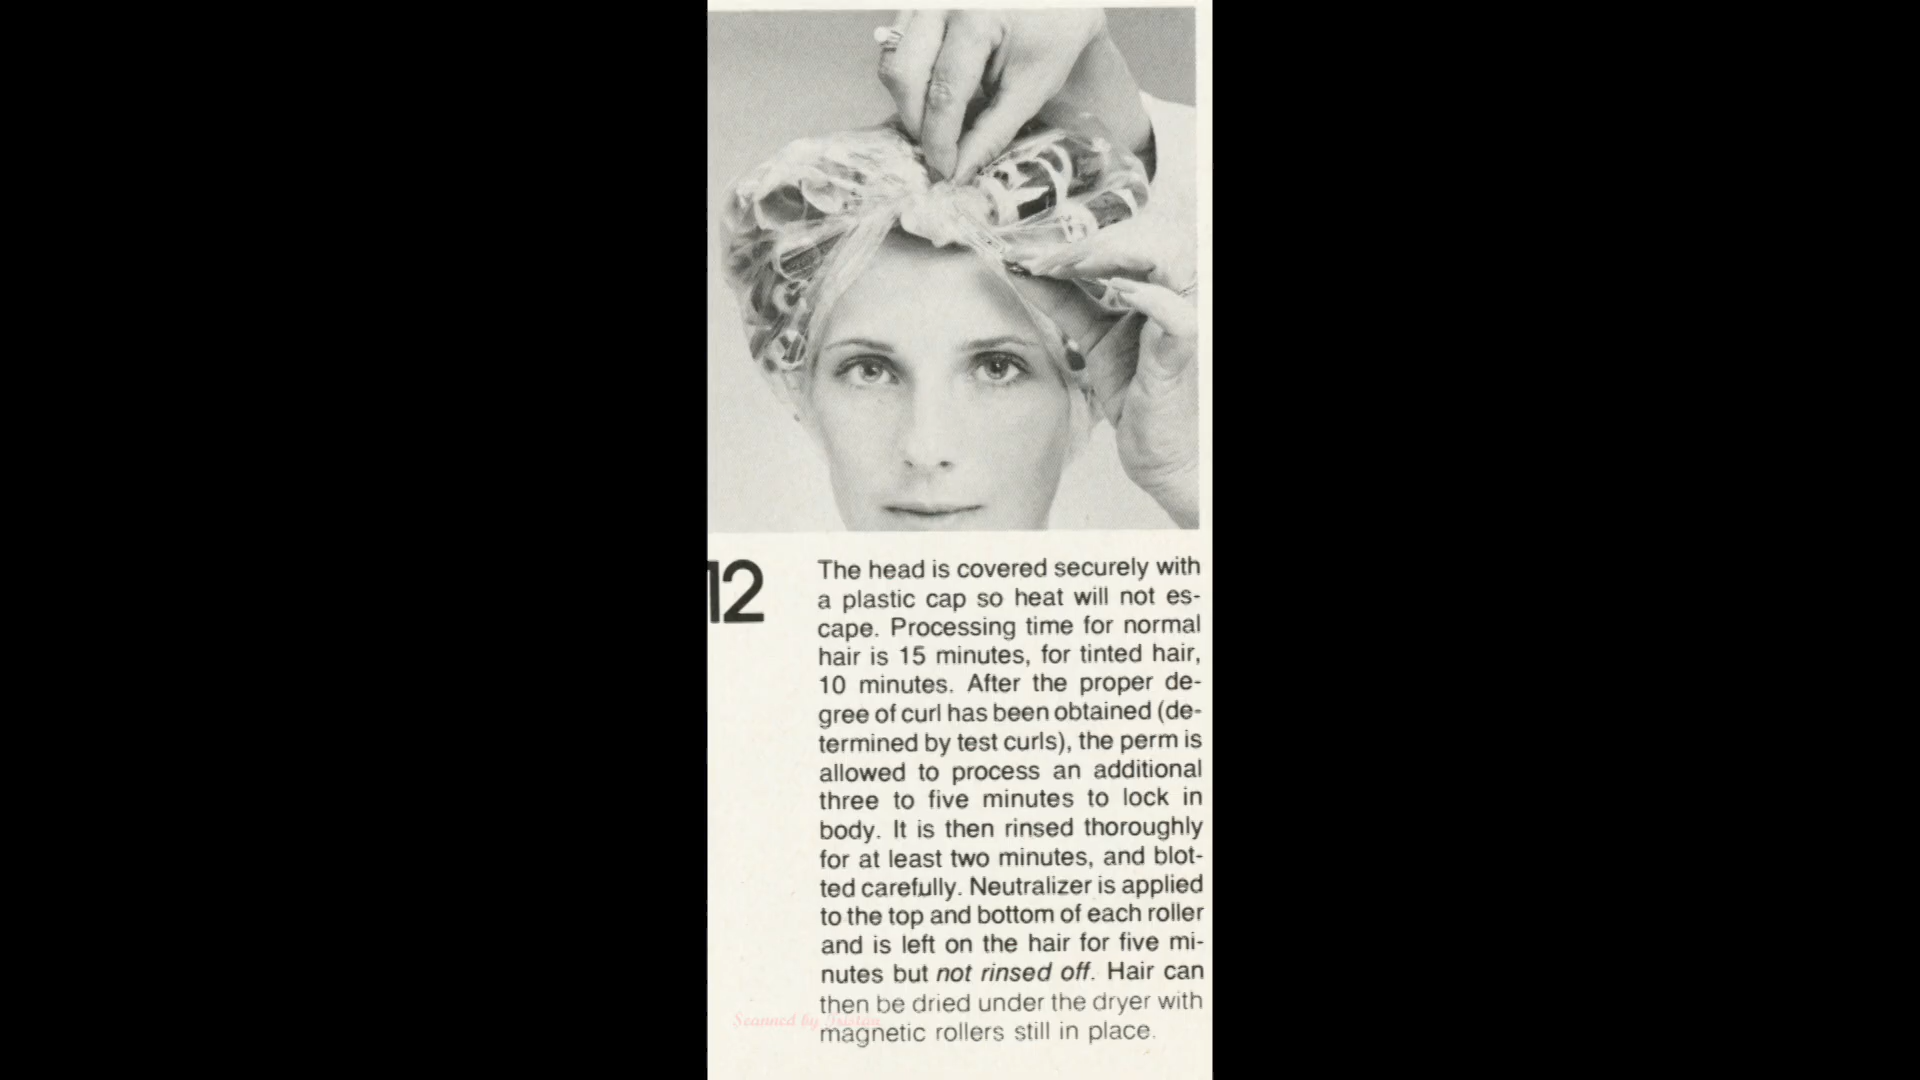 12
The head is covered securely with
a plastic cap so heat will not es-
cape. Processing time for normal
hair is 15 minutes, for tinted hair,
10 minutes. After the proper de-
gree of curl has been obtained (de-
termined by test curls), the perm is
allowed to process an additional
three to five minutes to lock in
body. It is then rinsed thoroughly
for at least two minutes, and blot-
ted carefully. Neutralizer is applied
to the top and bottom of each roller
and is left on the hair for five mi-
nutes but not rinsed off. Hair can
then be dried under the dryer with
magnetic rollers still in place.
Scanned by